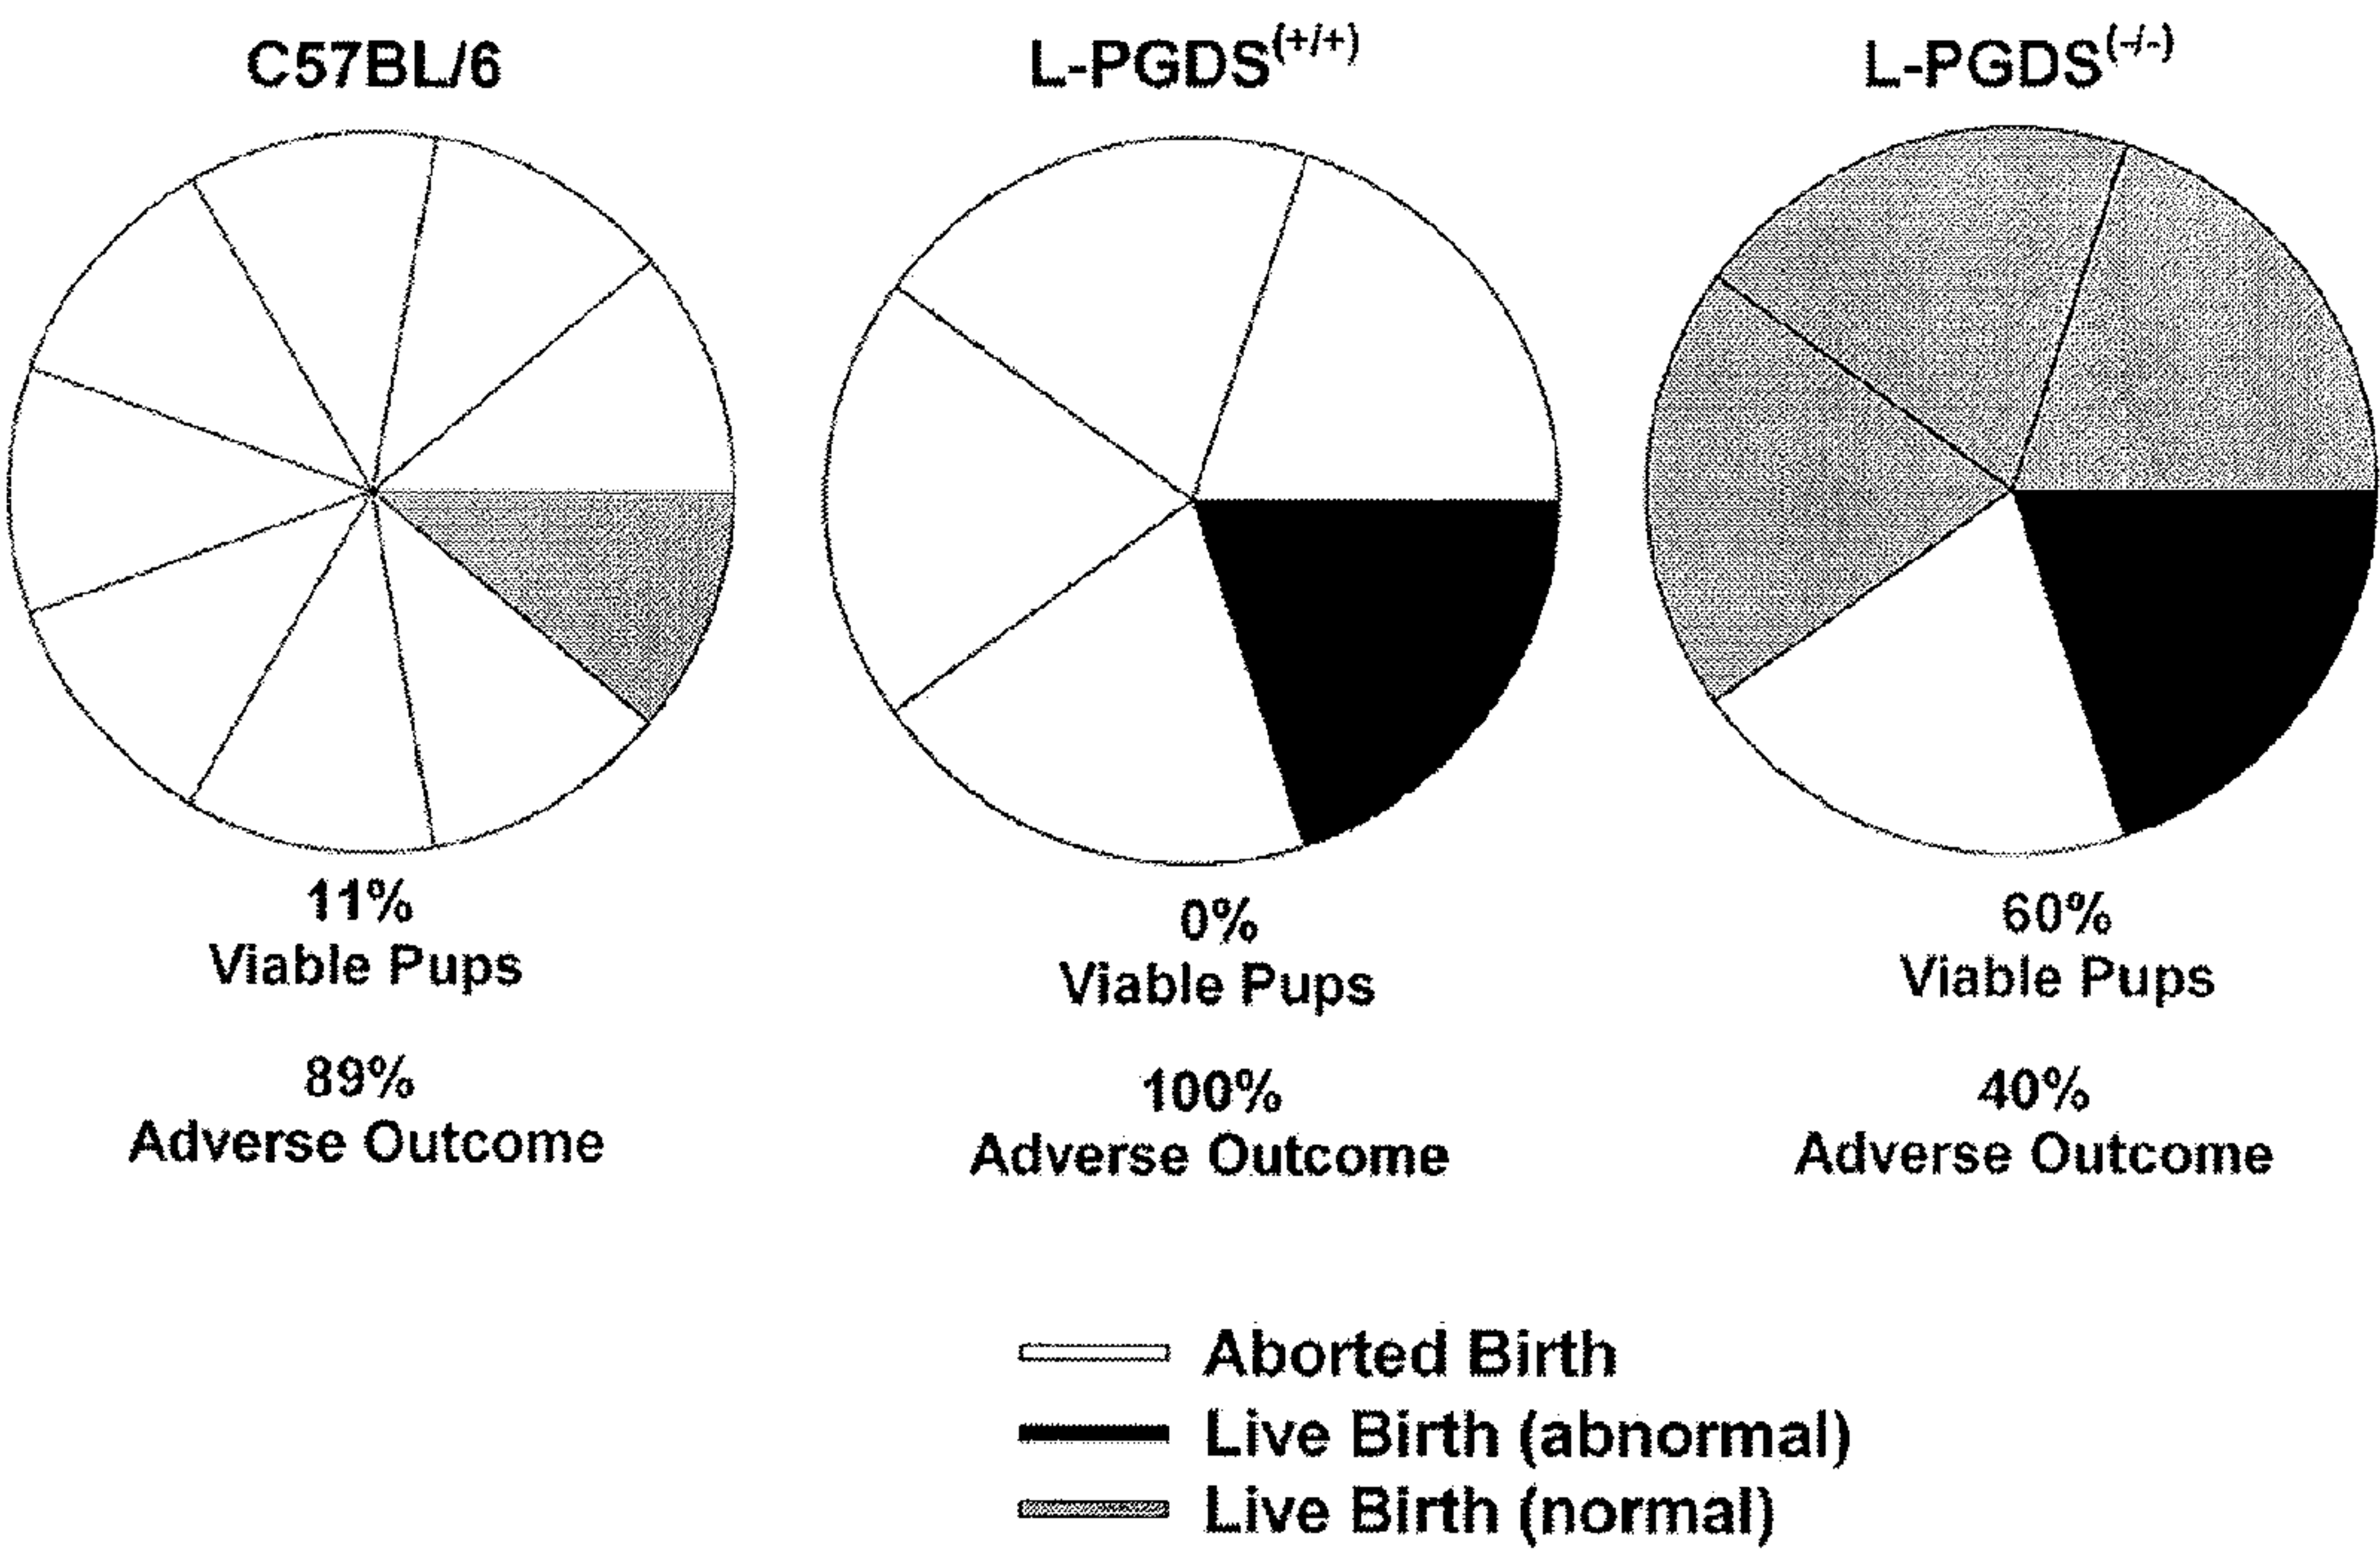 C57BL/6
L-PGDS(+/+)
L-PGDS(-/-)
11%
Viable Pups
89%
Adverse Outcome
0%
Viable Pups
100%
Adverse Outcome
60%
Viable Pups
40%
Adverse Outcome
Aborted Birth
Live Birth (abnormal)
Live Birth (normal)